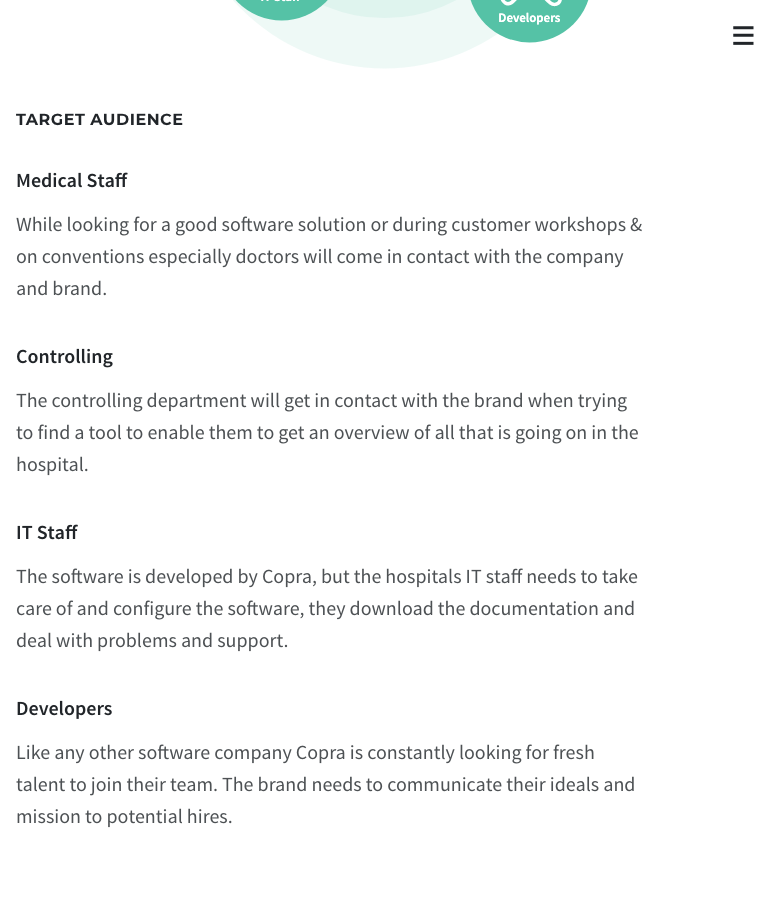 IT Staff
Developers
TARGET AUDIENCE
Medical Staff
While looking for a good software solution or during customer workshops &
on conventions especially doctors will come in contact with the company
and brand.
Controlling
The controlling department will get in contact with the brand when trying
to find a tool to enable them to get an overview of all that is going on in the
hospital.
IT Staff
The software is developed by Copra, but the hospitals IT staff needs to take
care of and configure the software, they download the documentation and
deal with problems and support.
Developers
Like any other software company Copra is constantly looking for fresh
talent to join their team. The brand needs to communicate their ideals and
mission to potential hires.